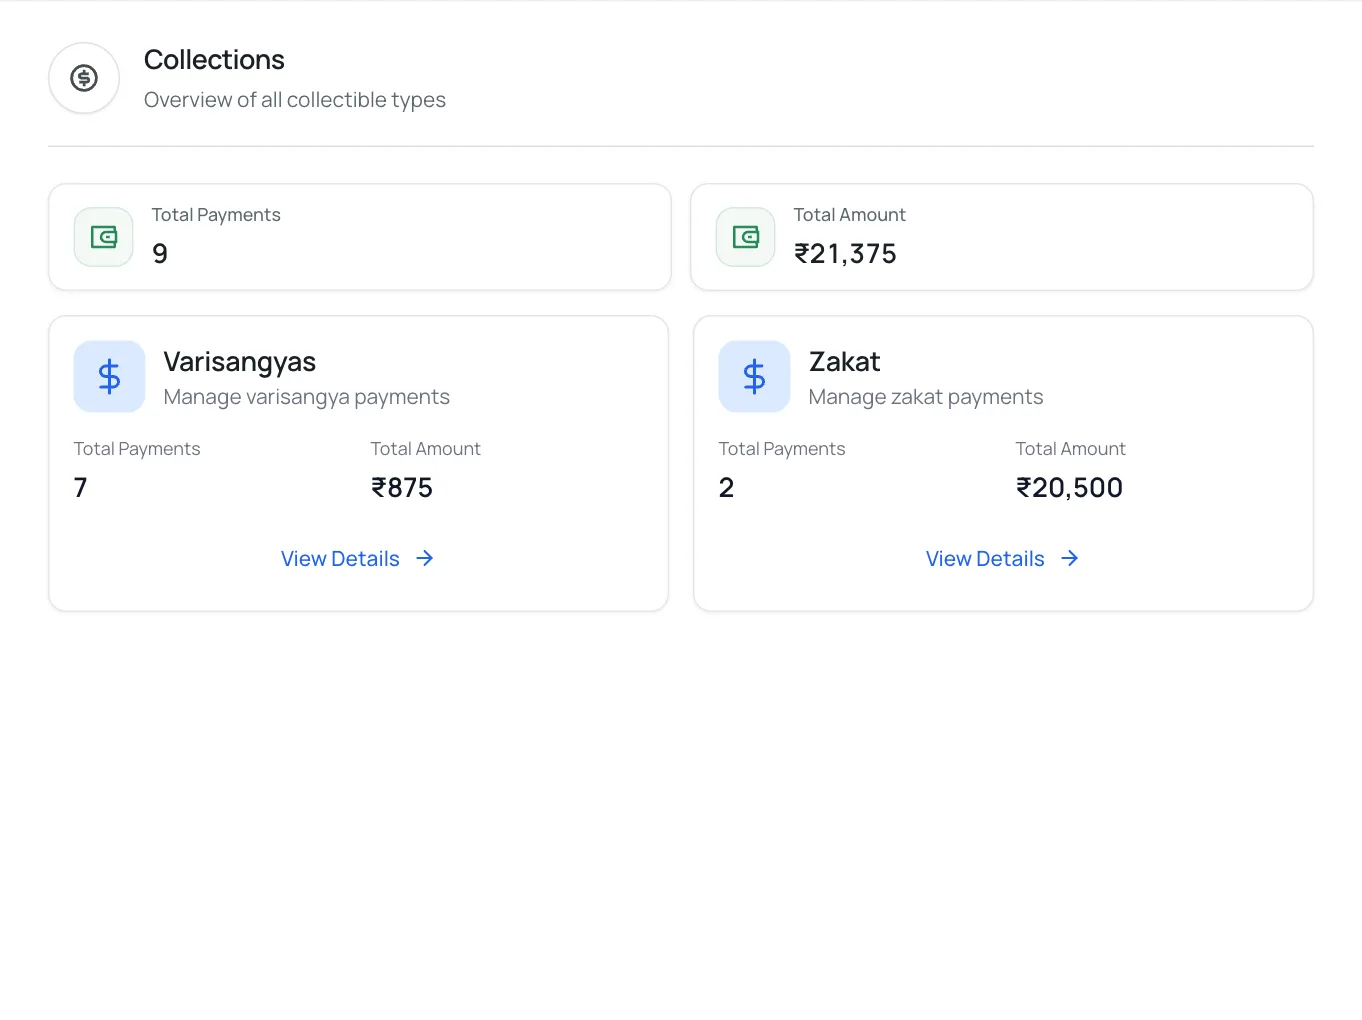 Collections
Overview of all collectible types
Total Payments
9
Total Amount
₹21,375
Varisangyas
Manage varisangya payments
Total Payments
7
Total Amount
₹875
View Details →
Zakat
Manage zakat payments
Total Payments
2
Total Amount
₹20,500
View Details →